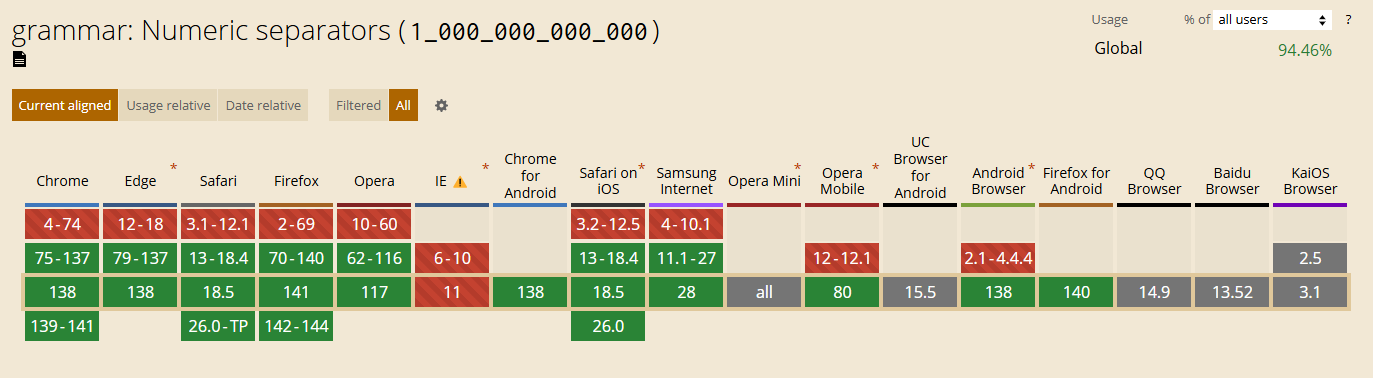 grammar: Numeric separators (1_000_000_000_000)
Usage % of all users ?
Global 94.46%
Current aligned Usage relative Date relative Filtered All
Chrome Edge * Safari Firefox Opera IE * Chrome for Android Safari on iOS * Samsung Internet Opera Mini * Opera Mobile * UC Browser for Android Android Browser * Firefox for Android QQ Browser Baidu Browser KaiOS Browser
4-74 12-18 3.1-12.1 2-69 10-60 3.2-12.5 4-10.1
75-137 79-137 13-18.4 70-140 62-116 6-10 13-18.4 11.1-27 12-12.1 2.1-4.4.4 2.5
138 138 18.5 141 117 11 138 18.5 28 all 80 15.5 138 140 14.9 13.52 3.1
139-141 26.0-TP 142-144 26.0